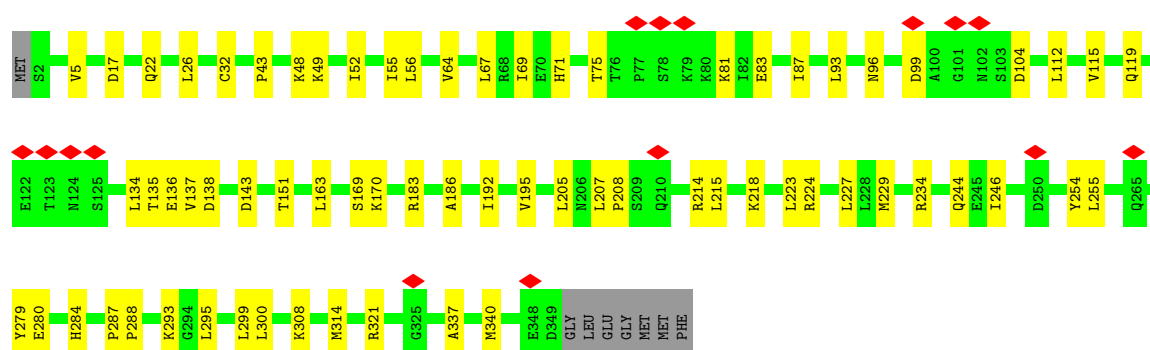 MET S2 V5 D17 Q22 L26 C32 P43 K48 K49 I52 I55 L56 V64 L67 R68 I69 E70 H71 T75 T76 P77 S78 K79 K80 K81 I82 E83 I87 L93 N96 D99 A100 G101 N102 S103 D104 L112 V115 Q119
E122 T123 N124 S125 L134 T135 E136 V137 D138 D143 T151 L163 S169 K170 R183 A186 I192 V195 L205 N206 L207 P208 S209 Q210 R214 L215 K218 L223 R224 L227 L228 M229 R234 Q244 E245 I246 D250 Y254 L255 Q265
Y279 E280 H284 P287 P288 K293 G294 L295 L299 L300 K308 M314 R321 G325 A337 M340 E348 D349 GLY LEU GLU GLY MET MET PHE